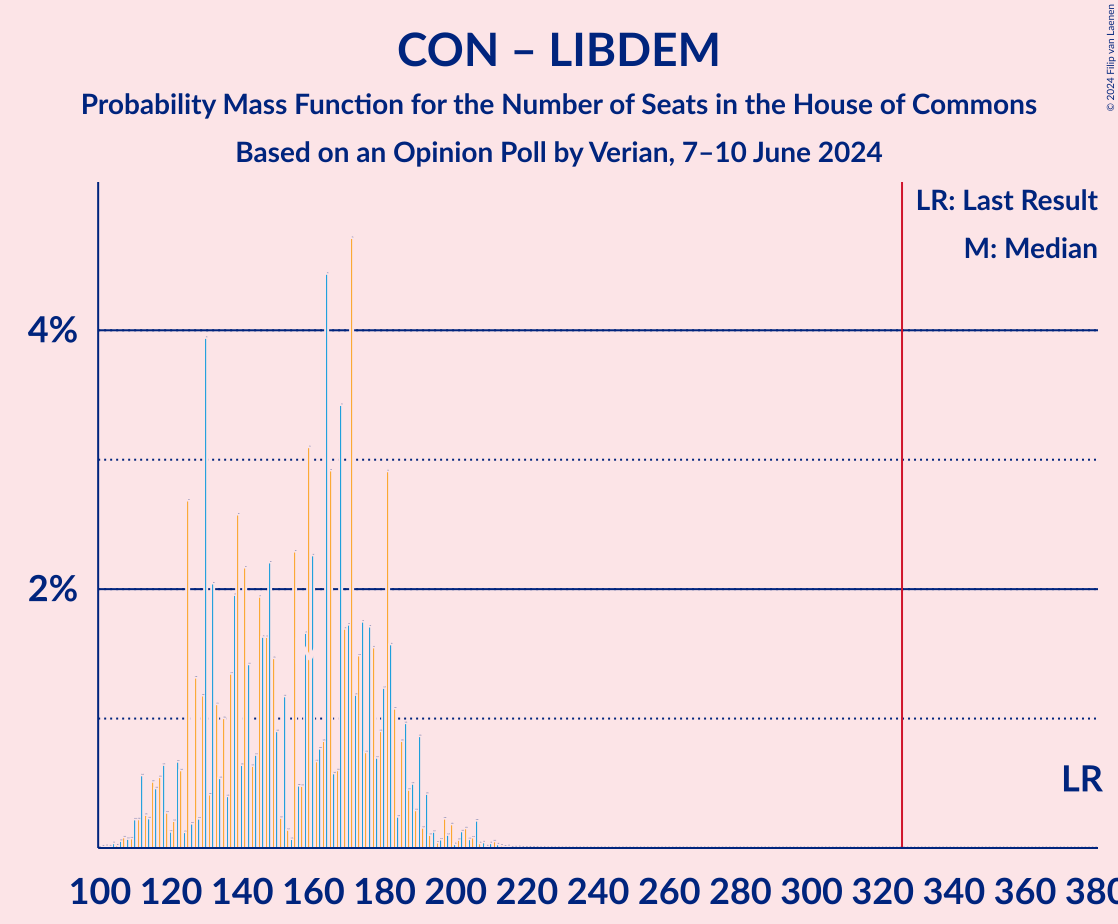 CON – LIBDEM
Probability Mass Function for the Number of Seats in the House of Commons
Based on an Opinion Poll by Verian, 7–10 June 2024
© 2024 Filip van Laenen
LR: Last Result
M: Median
4%
2%
LR
100 120 140 160 180 200 220 240 260 280 300 320 340 360 380